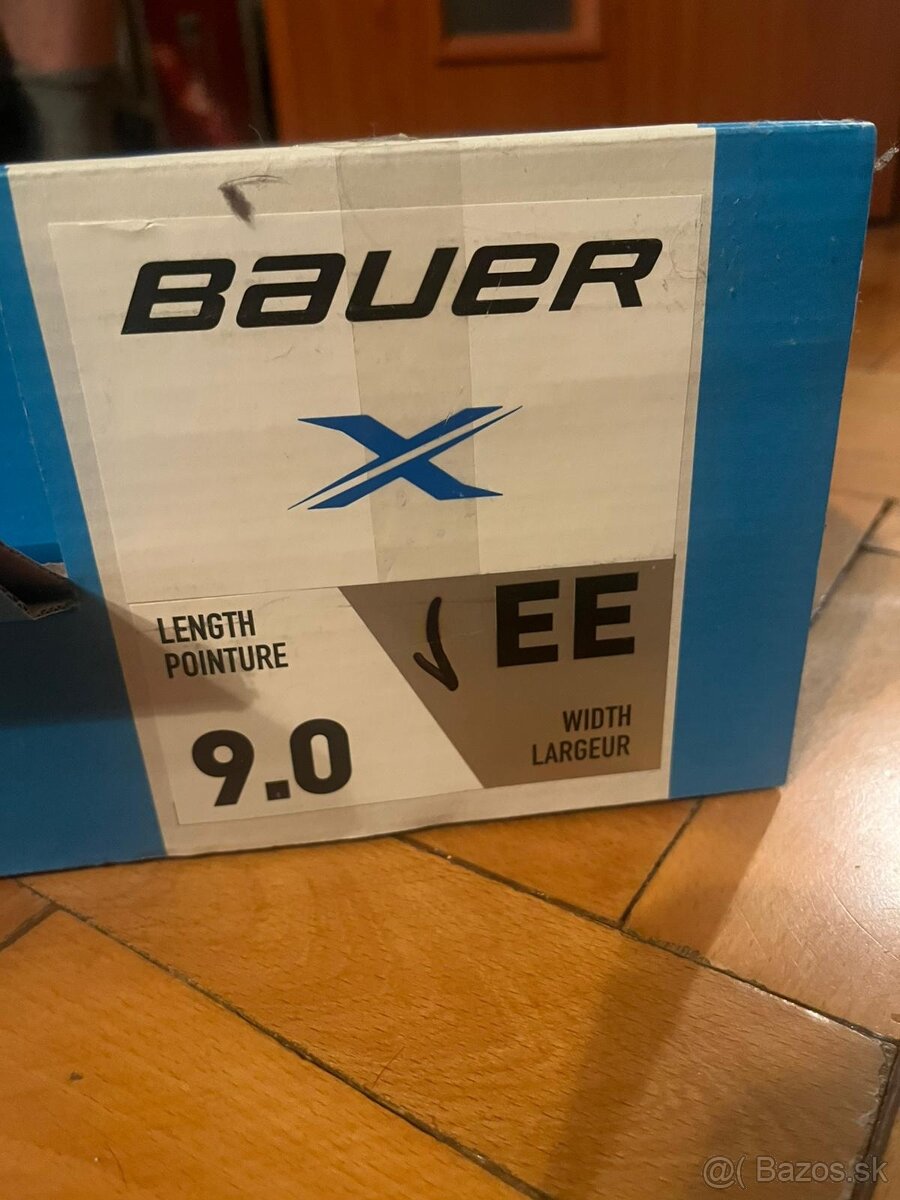 BAUER
X
LENGTH
POINTURE
9.0
EE
WIDTH
LARGEUR
@( Bazos.sk